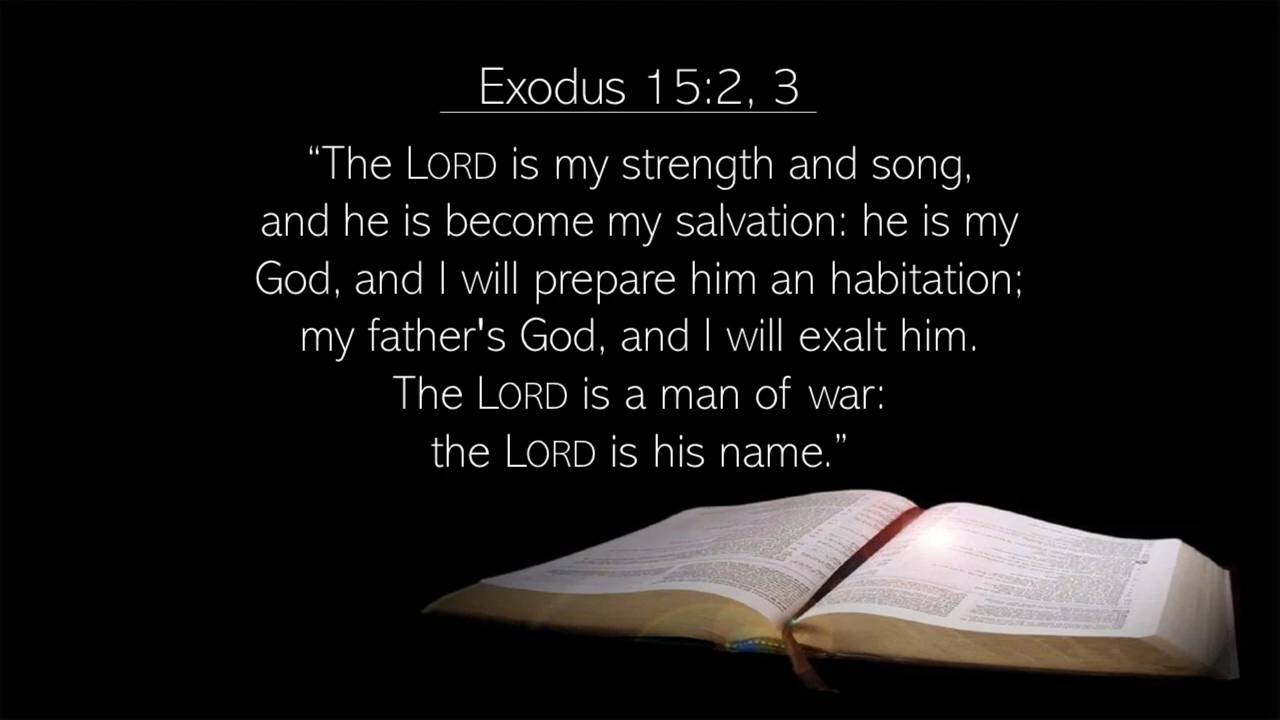 Exodus 15:2, 3
“The LORD is my strength and song,
and he is become my salvation: he is my
God, and I will prepare him an habitation;
my father's God, and I will exalt him.
The LORD is a man of war:
the LORD is his name.”